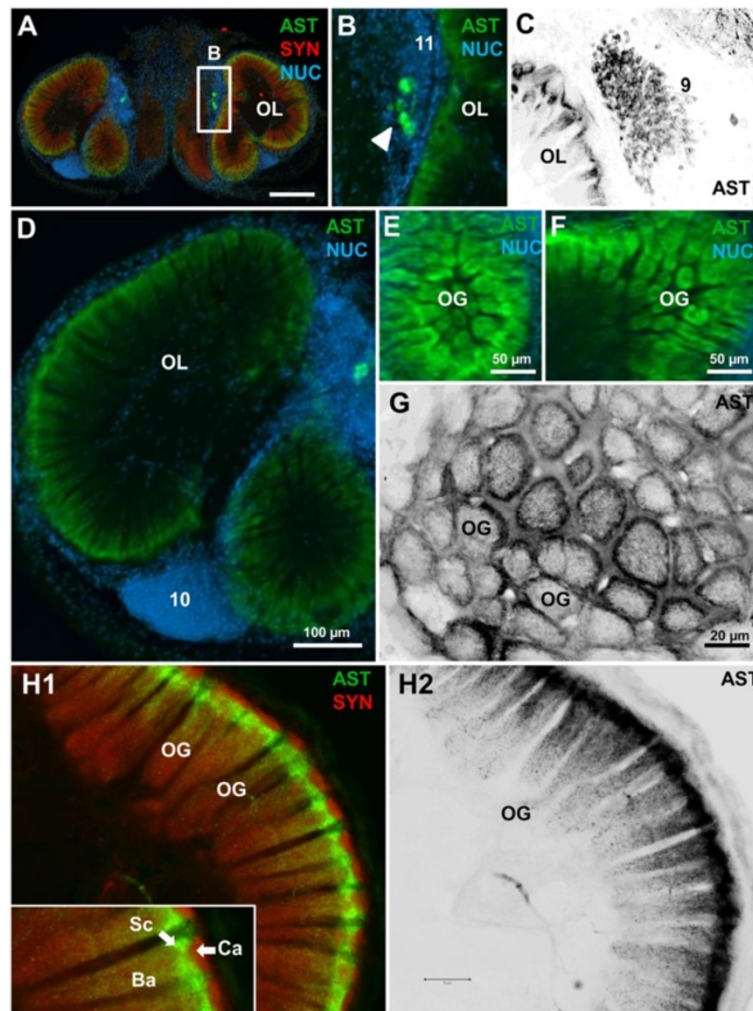 A
AST
SYN
NUC
B
OL
B
11
AST
NUC
OL
C
9
OL
AST
D
AST
NUC
OL
10
100 µm
E
AST
NUC
OG
50 µm
F
AST
NUC
OG
50 µm
G
AST
OG
OG
20 µm
H1
AST
SYN
OG
OG
Sc
Ca
Ba
H2
AST
OG